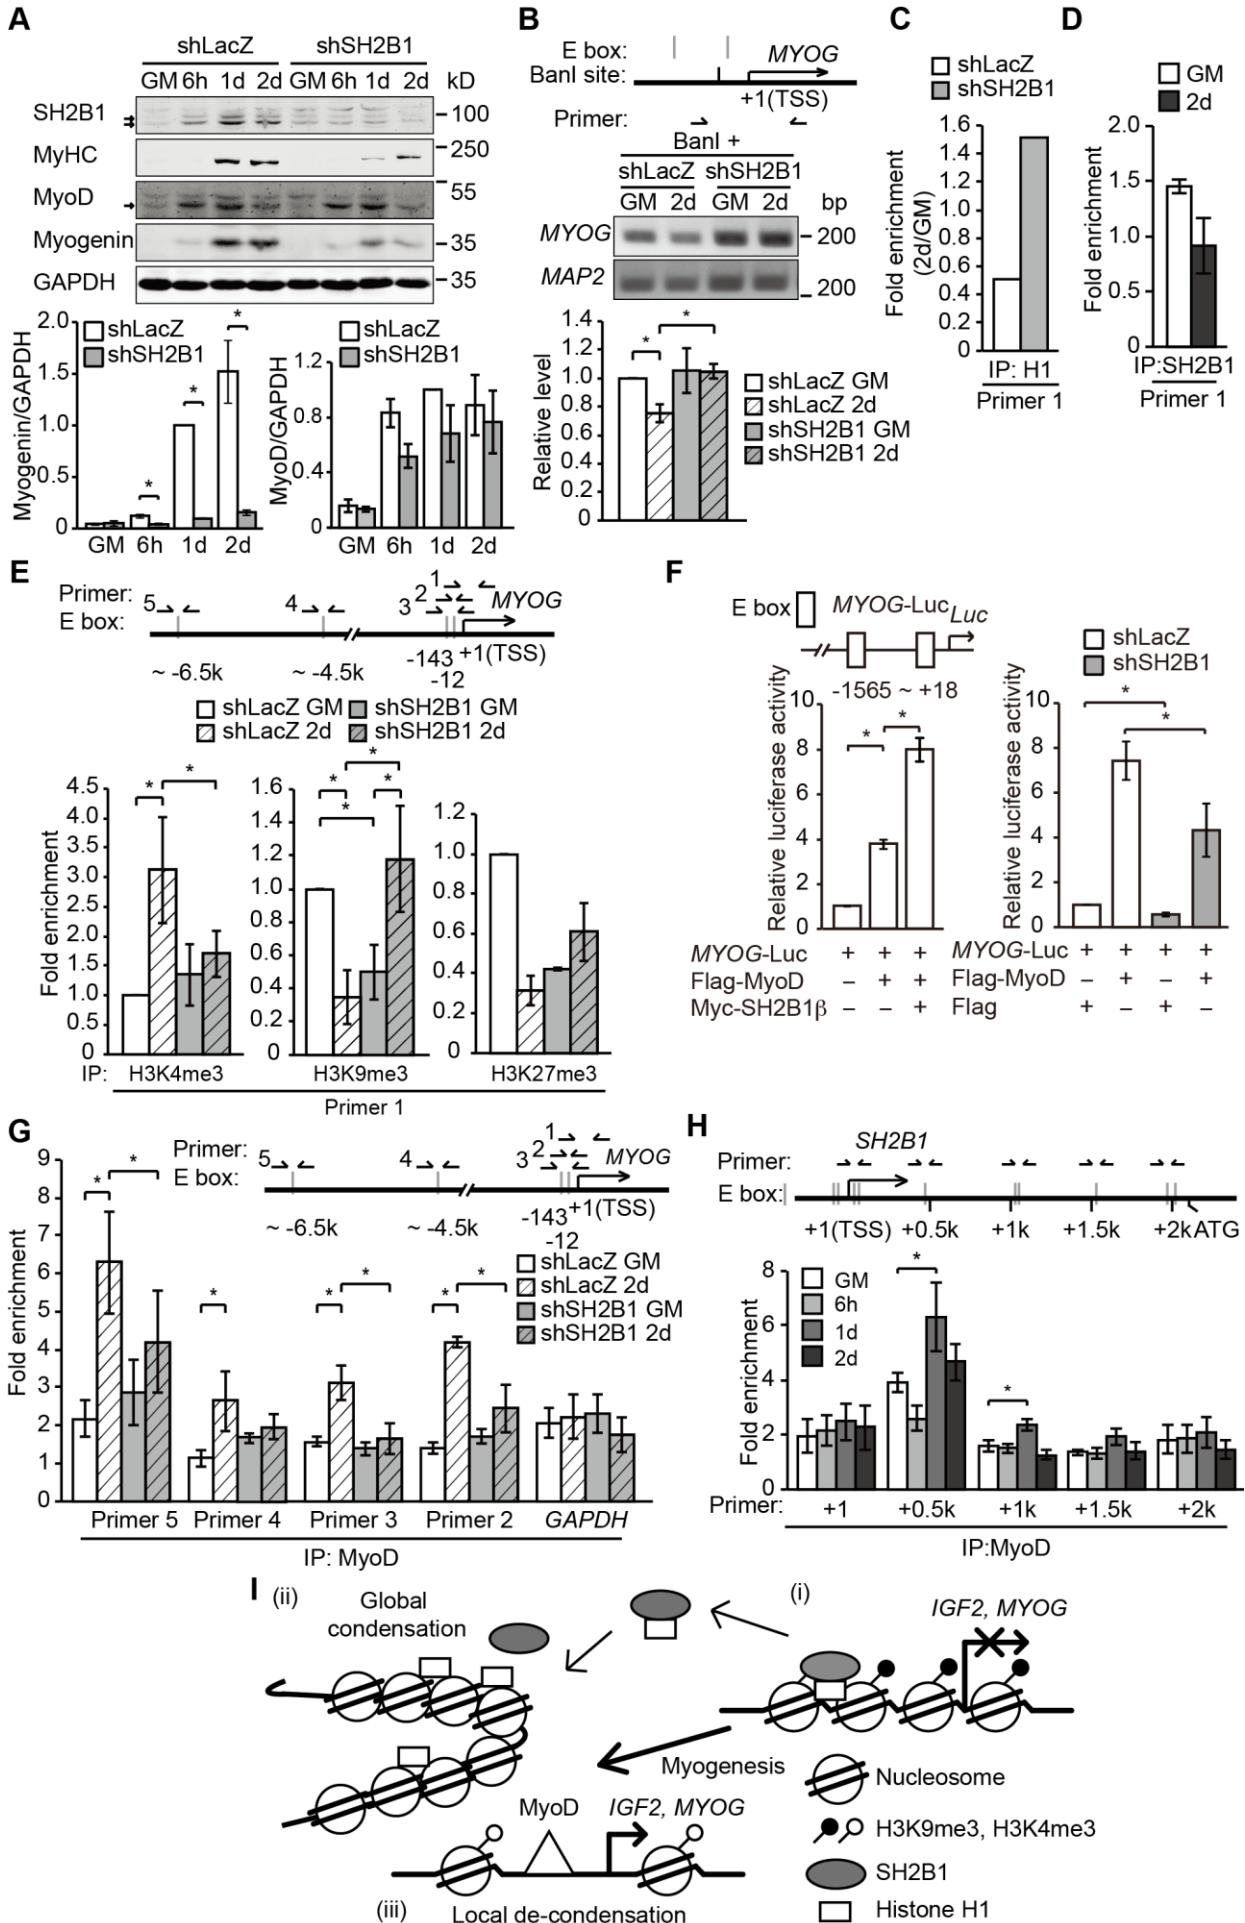 A
shLacZ shSH2B1
GM 6h 1d 2d GM 6h 1d 2d kD
SH2B1 100
MyHC 250
MyoD 55
Myogenin 35
GAPDH 35
Myogenin/GAPDH
2.0
1.5
1.0
0.5
0
shLacZ
shSH2B1
*
*
*
GM 6h 1d 2d
MyoD/GAPDH
1.2
0.8
0.4
0
shLacZ
shSH2B1
GM 6h 1d 2d
B
E box:
BanI site:
MYOG
+1(TSS)
Primer:
BanI +
shLacZ shSH2B1
GM 2d GM 2d bp
MYOG 200
MAP2 200
Relative level
1.4
1.2
1.0
0.8
0.6
0.4
0.2
0
* *
shLacZ GM
shLacZ 2d
shSH2B1 GM
shSH2B1 2d
C
shLacZ
shSH2B1
Fold enrichment
(2d/GM)
1.6
1.4
1.2
1.0
0.8
0.6
0.4
0.2
0
IP: H1
Primer 1
D
GM
2d
Fold enrichment
2.0
1.5
1.0
0.5
0
IP:SH2B1
Primer 1
E
Primer:
E box:
5 4 3 2 1
MYOG
~ -6.5k ~ -4.5k -143 +1(TSS)
-12
shLacZ GM shSH2B1 GM
shLacZ 2d shSH2B1 2d
Fold enrichment
4.5
4.0
3.5
3.0
2.5
2.0
1.5
1.0
0.5
0
* *
1.6
1.4
1.2
1.0
0.8
0.6
0.4
0.2
0
*
* *
*
1.2
1.0
0.8
0.6
0.4
0.2
0
IP: H3K4me3 H3K9me3 H3K27me3
Primer 1
F
E box MYOG-Luc Luc
-1565 ~ +18
Relative luciferase activity
10
8
6
4
2
0
* *
MYOG-Luc + + +
Flag-MyoD – + +
Myc-SH2B1β – – +
shLacZ
shSH2B1
Relative luciferase activity
10
8
6
4
2
0
*
*
MYOG-Luc + + + +
Flag-MyoD – + – +
Flag + – + –
G
Primer:
E box:
5 4 3 2 1
MYOG
~ -6.5k ~ -4.5k -143 +1(TSS)
-12
shLacZ GM
shLacZ 2d
shSH2B1 GM
shSH2B1 2d
Fold enrichment
9
8
7
6
5
4
3
2
1
0
* * * * * * *
Primer 5 Primer 4 Primer 3 Primer 2 GAPDH
IP: MyoD
H
SH2B1
Primer:
E box:
+1(TSS) +0.5k +1k +1.5k +2k ATG
Fold enrichment
8
6
4
2
0
GM
6h
1d
2d
* *
Primer: +1 +0.5k +1k +1.5k +2k
IP:MyoD
I
(ii)
Global
condensation
(i)
IGF2, MYOG
Myogenesis
Nucleosome
MyoD IGF2, MYOG
H3K9me3, H3K4me3
SH2B1
Histone H1
(iii)
Local de-condensation